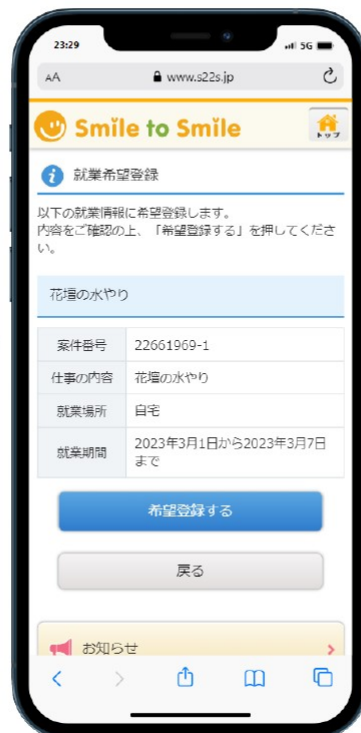 23:29
5G
AA
www.s22s.jp
Smile to Smile
トップ
就業希望登録
以下の就業情報に希望登録します。
内容をご確認の上、「希望登録する」を押してくださ
い。
花壇の水やり
案件番号 22661969-1
仕事の内容 花壇の水やり
就業場所 自宅
就業期間 2023年3月1日から2023年3月7日
まで
希望登録する
戻る
お知らせ